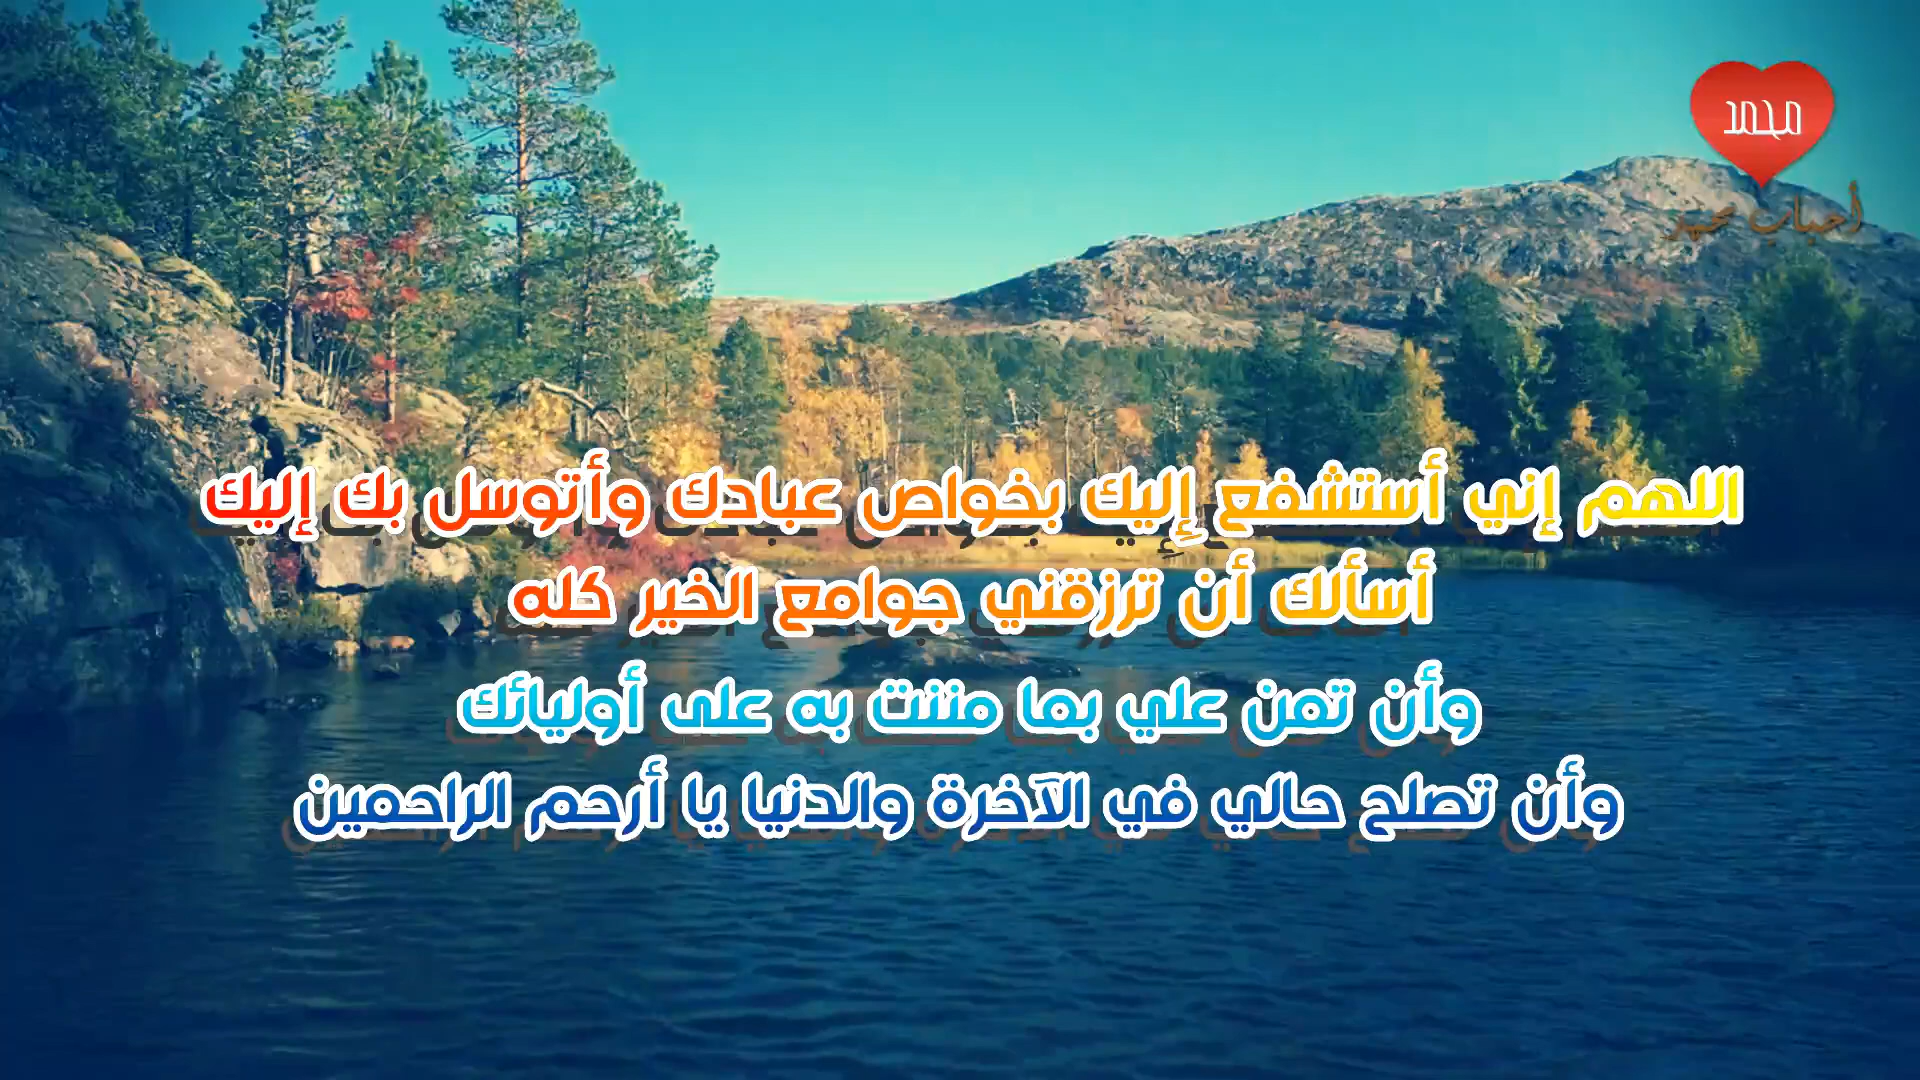 محمد
أحباب محمد
اللهم إني أستشفع إِليك بخواص عبادك وأتوسل بك إليك
أسألك أن ترزقني جوامع الخير كله
وأن تمن علي بما مننت به على أوليائك
وأن تصلح حالي في الآخرة والدنيا يا أرحم الراحمين